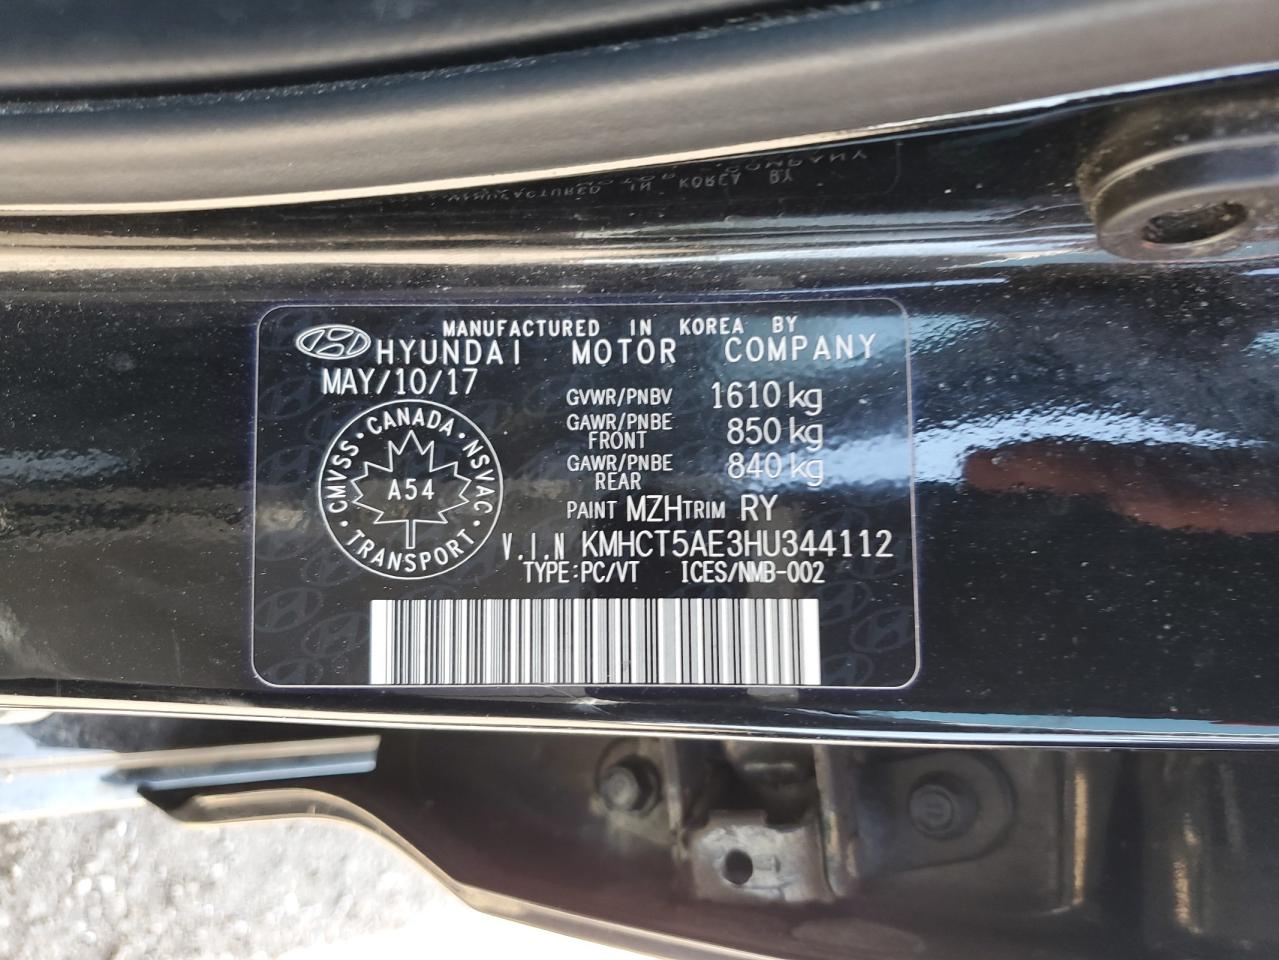 MANUFACTURED IN KOREA BY
HYUNDAI MOTOR COMPANY
MAY/10/17
GVWR/PNBV 1610 kg
GAWR/PNBE FRONT 850 kg
GAWR/PNBE REAR 840 kg
PAINT MZH TRIM RY
CMVSS • CANADA • NSVAC • TRANSPORT •
A54
V.I.N KMHCT5AE3HU344112
TYPE:PC/VT ICES/NMB-002